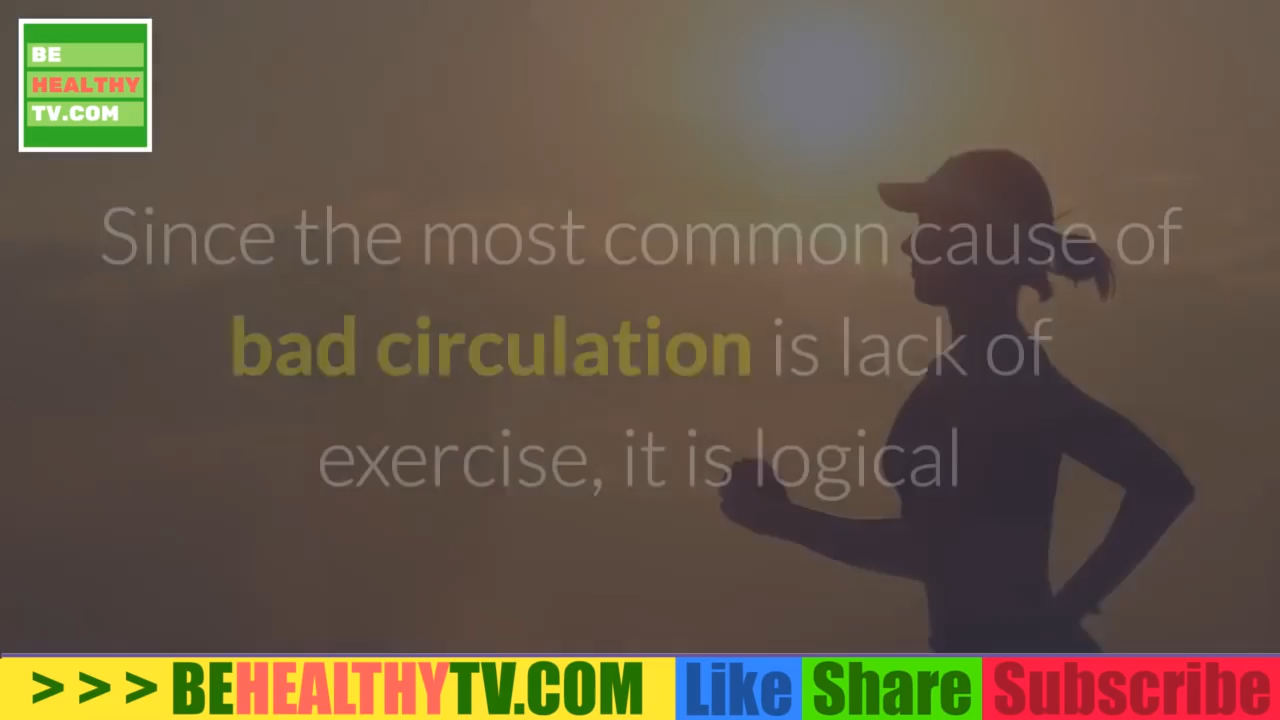 BE
HEALTHY
TV.COM
Since the most common cause of
bad circulation is lack of
exercise, it is logical
> > > BEHEALTHYTV.COM Like Share Subscribe